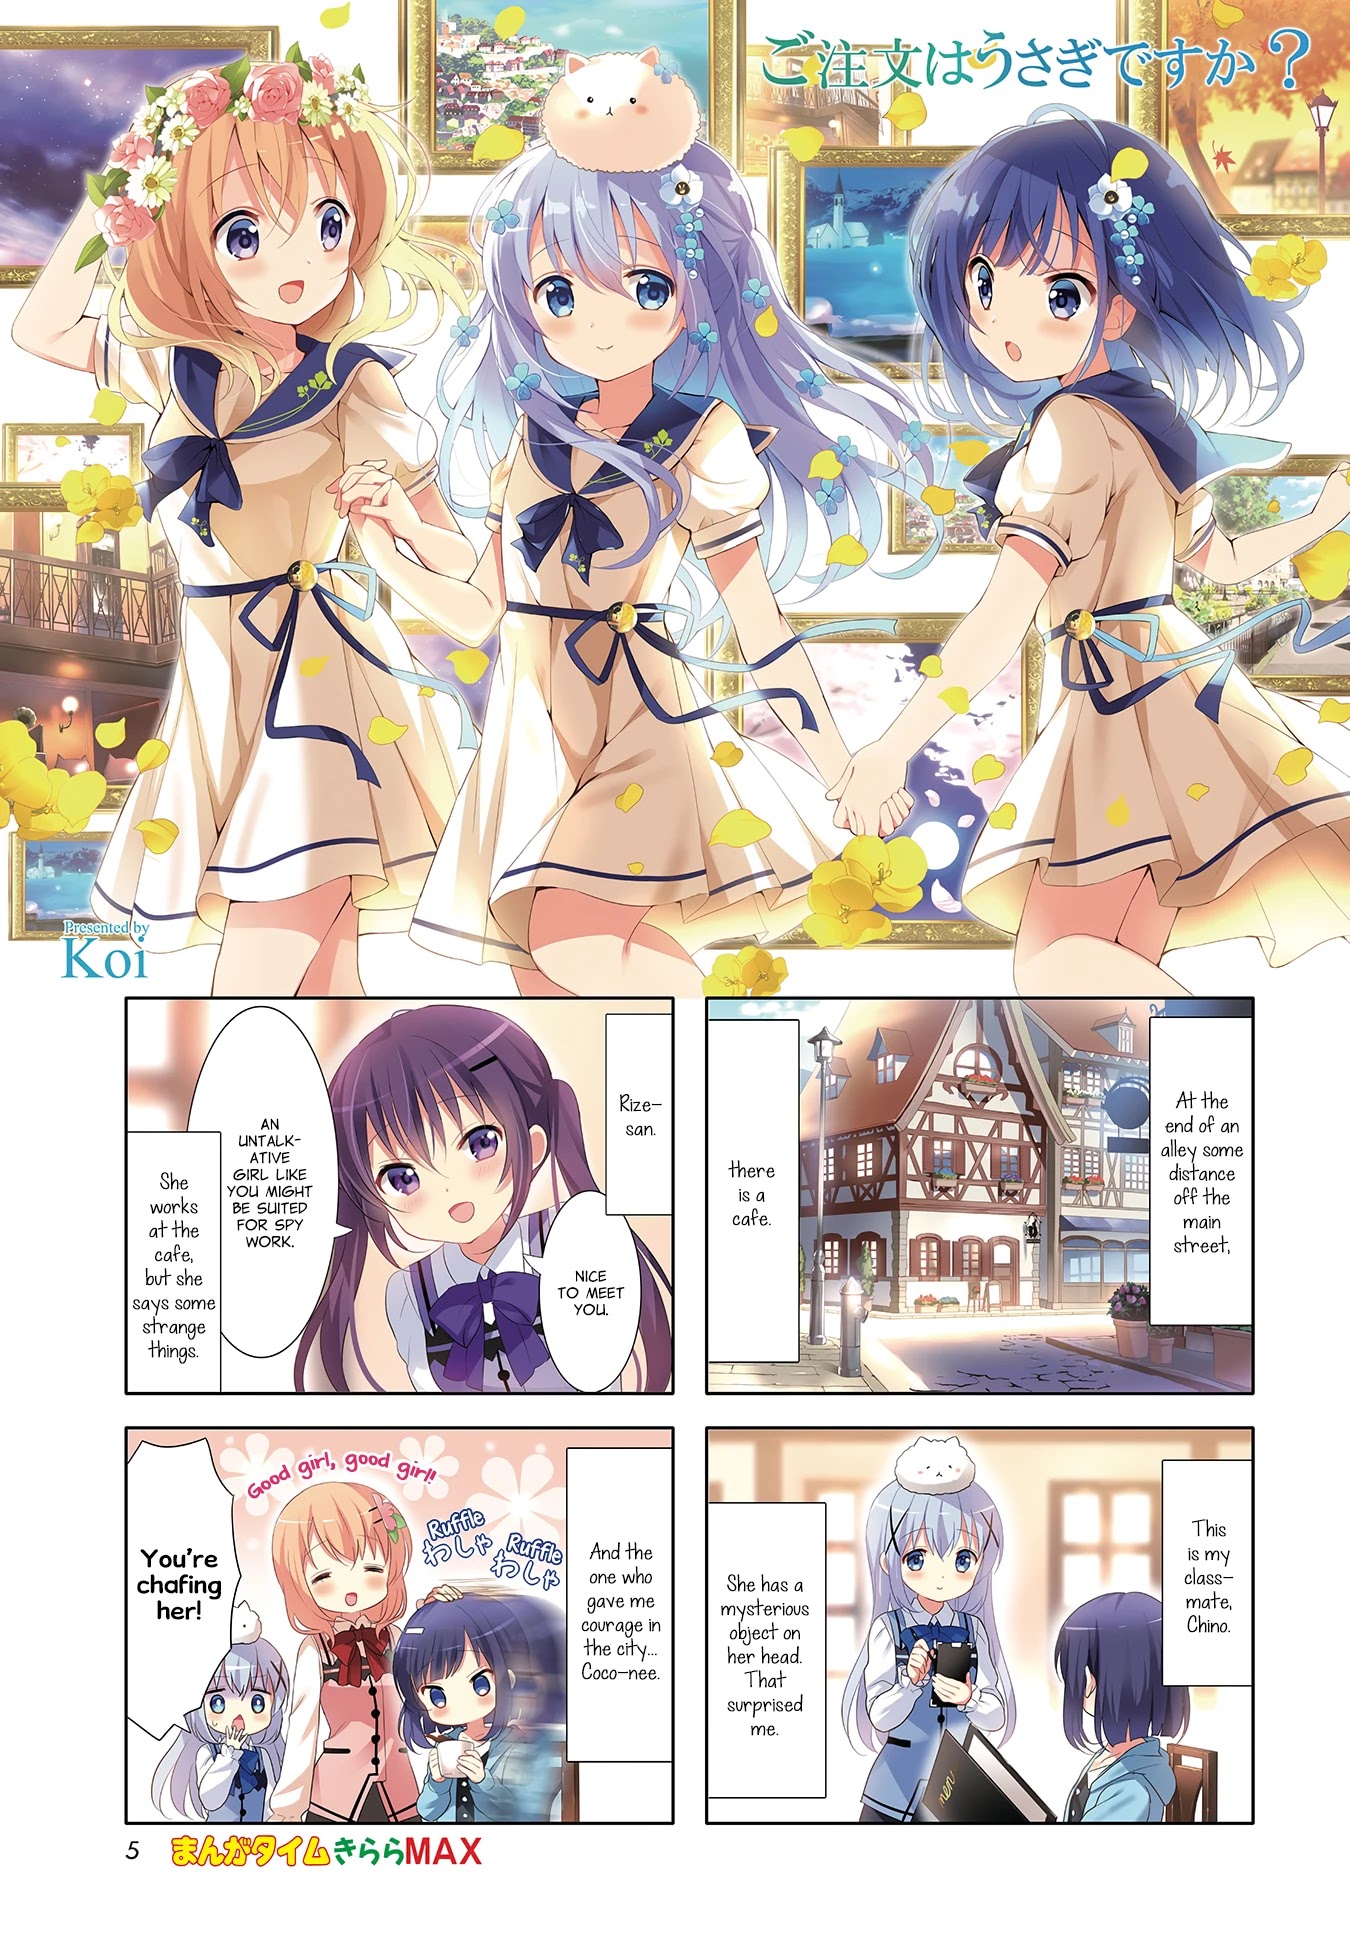 ご注文はうさぎですか？
Presented by
Koi
At the
end of an
alley some
distance
off the
main
street,
there
is a
cafe.
This
is my
class-
mate,
Chino.
She has a
mysterious
object on
her head.
That
surprised
me.
menu
Rize-
san.
NICE
TO MEET
YOU.
AN
UNTALK-
ATIVE
GIRL LIKE
YOU MIGHT
BE SUITED
FOR SPY
WORK.
She
works
at the
cafe,
but she
says some
strange
things.
And the
one who
gave me
courage in
the city...
Coco-nee.
Good girl, good girl!
Ruffle
わしゃ
Ruffle
わしゃ
You're
chafing
her!
5 まんがタイムきららMAX